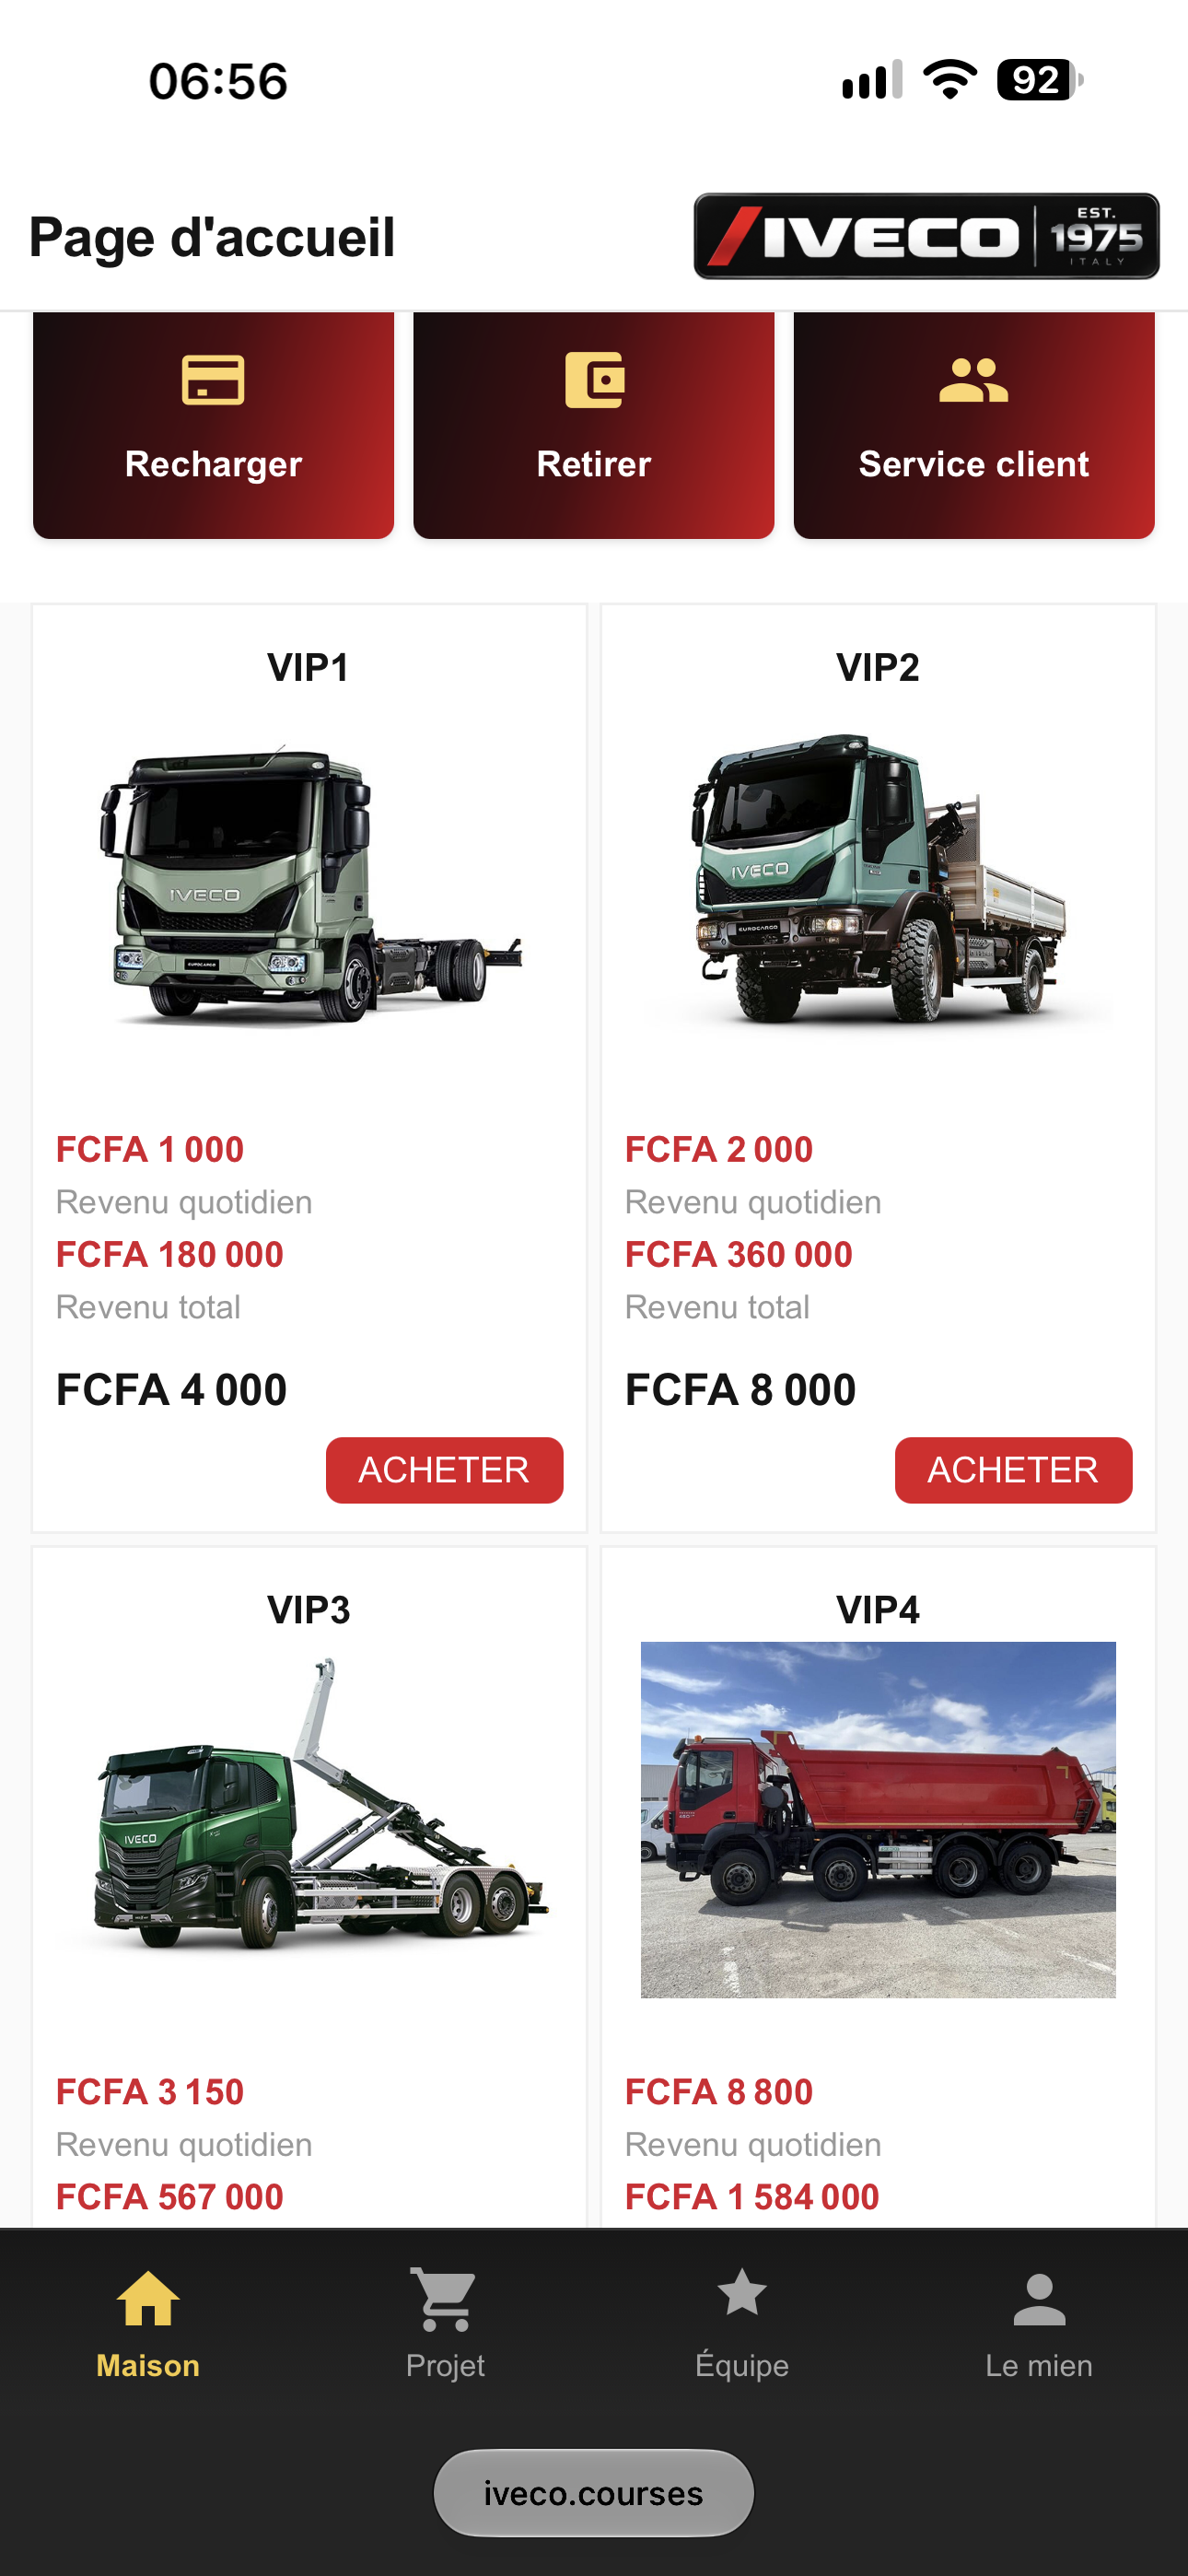 06:56
92
Page d'accueil
IVECO
EST.
1975
ITALY
Recharger
Retirer
Service client
VIP1
VIP2
IVECO
EUROCARGO
IVECO
EUROCARGO
FCFA 1 000
FCFA 2 000
Revenu quotidien
Revenu quotidien
FCFA 180 000
FCFA 360 000
Revenu total
Revenu total
FCFA 4 000
FCFA 8 000
ACHETER
ACHETER
VIP3
VIP4
IVECO
FCFA 3 150
FCFA 8 800
Revenu quotidien
Revenu quotidien
FCFA 567 000
FCFA 1 584 000
Maison
Projet
Équipe
Le mien
iveco.courses